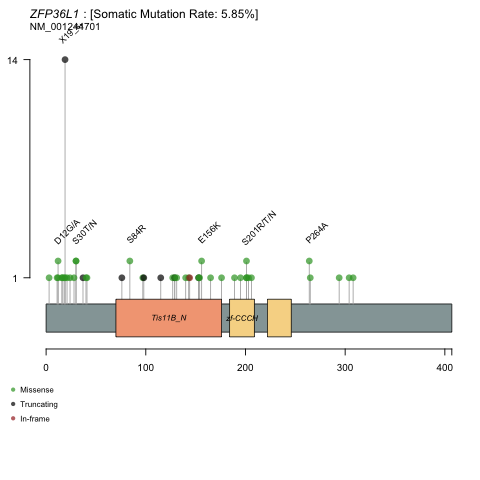 ZFP36L1 : [Somatic Mutation Rate: 5.85%]
NM_001244701
14
D12G/A
S30T/N
S84R
E156K
S201R/T/N
P264A
1
Tis11B_N
zf-CCCH
0
100
200
300
400
Missense
Truncating
In-frame